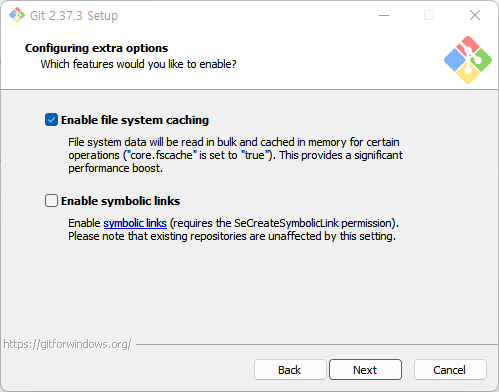 Git 2.37.3 Setup
Configuring extra options
Which features would you like to enable?
Enable file system caching
File system data will be read in bulk and cached in memory for certain
operations ("core.fscache" is set to "true"). This provides a significant
performance boost.
Enable symbolic links
Enable symbolic links (requires the SeCreateSymbolicLink permission).
Please note that existing repositories are unaffected by this setting.
https://gitforwindows.org/
Back Next Cancel